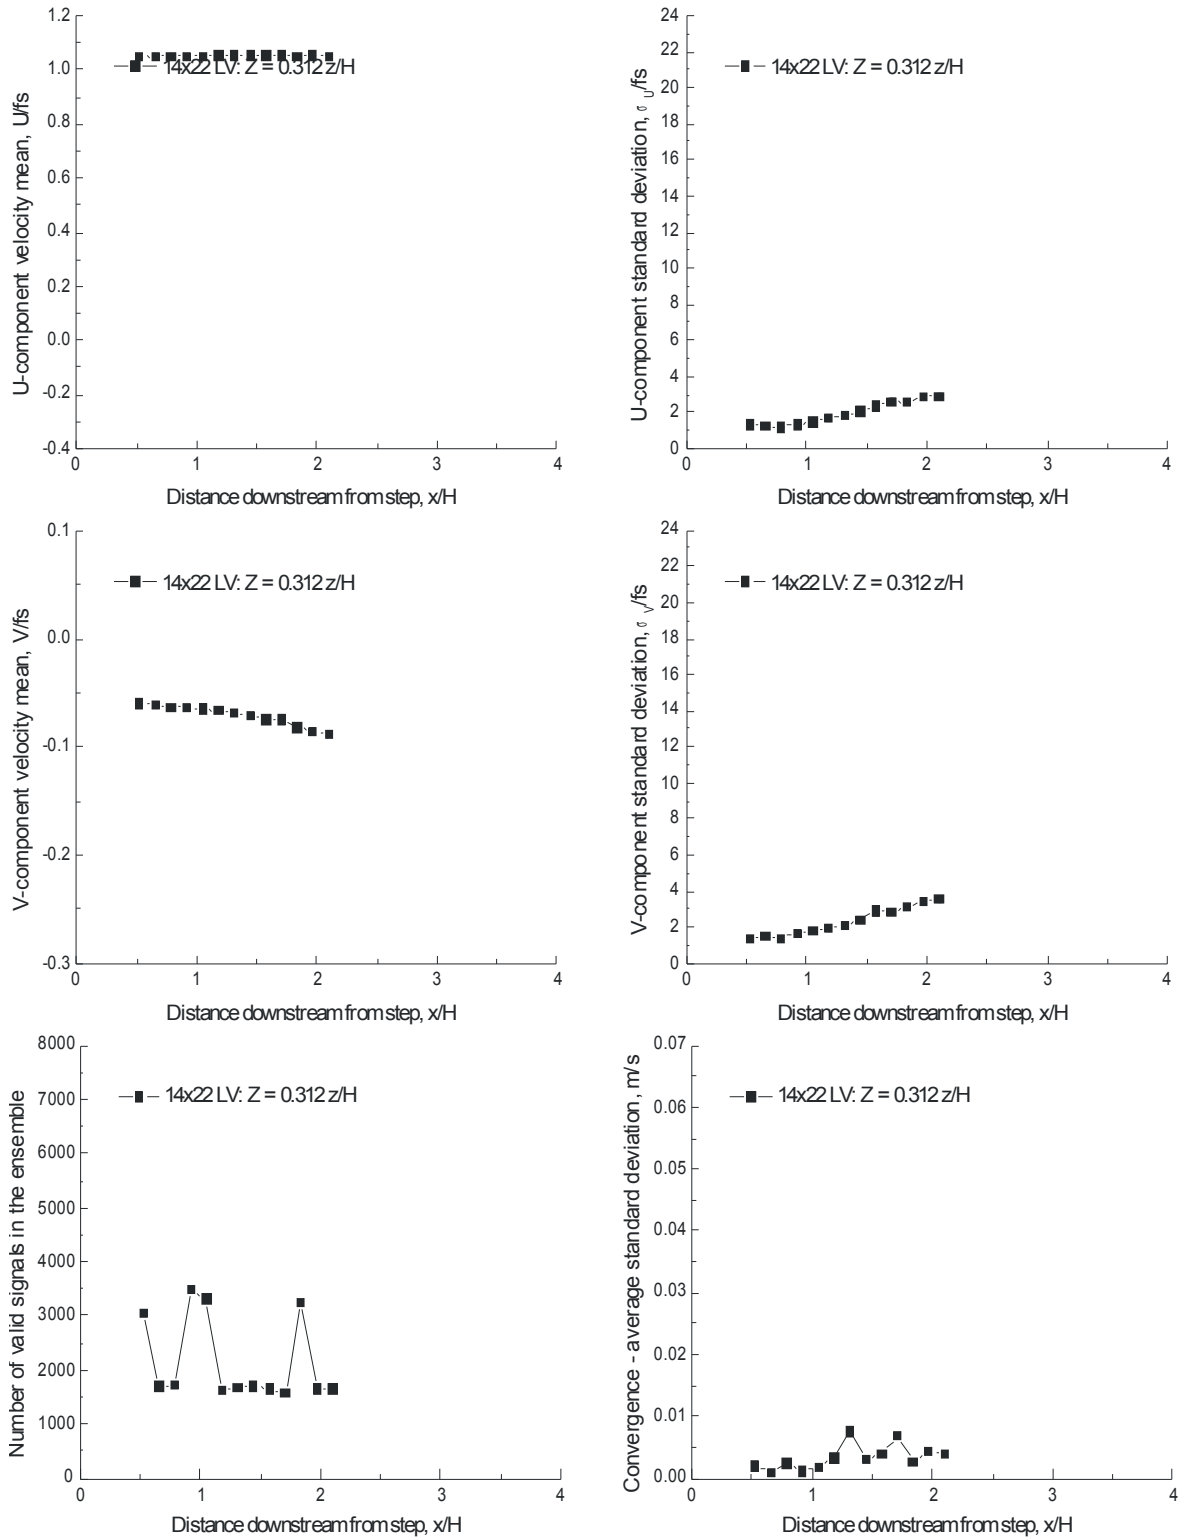 1.2
1.0
0.8
0.6
0.4
0.2
0.0
-0.2
-0.4
U-component velocity mean, U/fs
14x22 LV: Z = 0.312 z/H
0 1 2 3 4
Distance downstream from step, x/H
24
22
20
18
16
14
12
10
8
6
4
2
0
U-component standard deviation, σ U/fs
14x22 LV: Z = 0.312 z/H
0 1 2 3 4
Distance downstream from step, x/H
0.1
0.0
-0.1
-0.2
-0.3
V-component velocity mean, V/fs
14x22 LV: Z = 0.312 z/H
0 1 2 3 4
Distance downstream from step, x/H
24
22
20
18
16
14
12
10
8
6
4
2
0
V-component standard deviation, σ V/fs
14x22 LV: Z = 0.312 z/H
0 1 2 3 4
Distance downstream from step, x/H
8000
7000
6000
5000
4000
3000
2000
1000
0
Number of valid signals in the ensemble
14x22 LV: Z = 0.312 z/H
0 1 2 3 4
Distance downstream from step, x/H
0.07
0.06
0.05
0.04
0.03
0.02
0.01
0.00
Convergence - average standard deviation, m/s
14x22 LV: Z = 0.312 z/H
0 1 2 3 4
Distance downstream from step, x/H